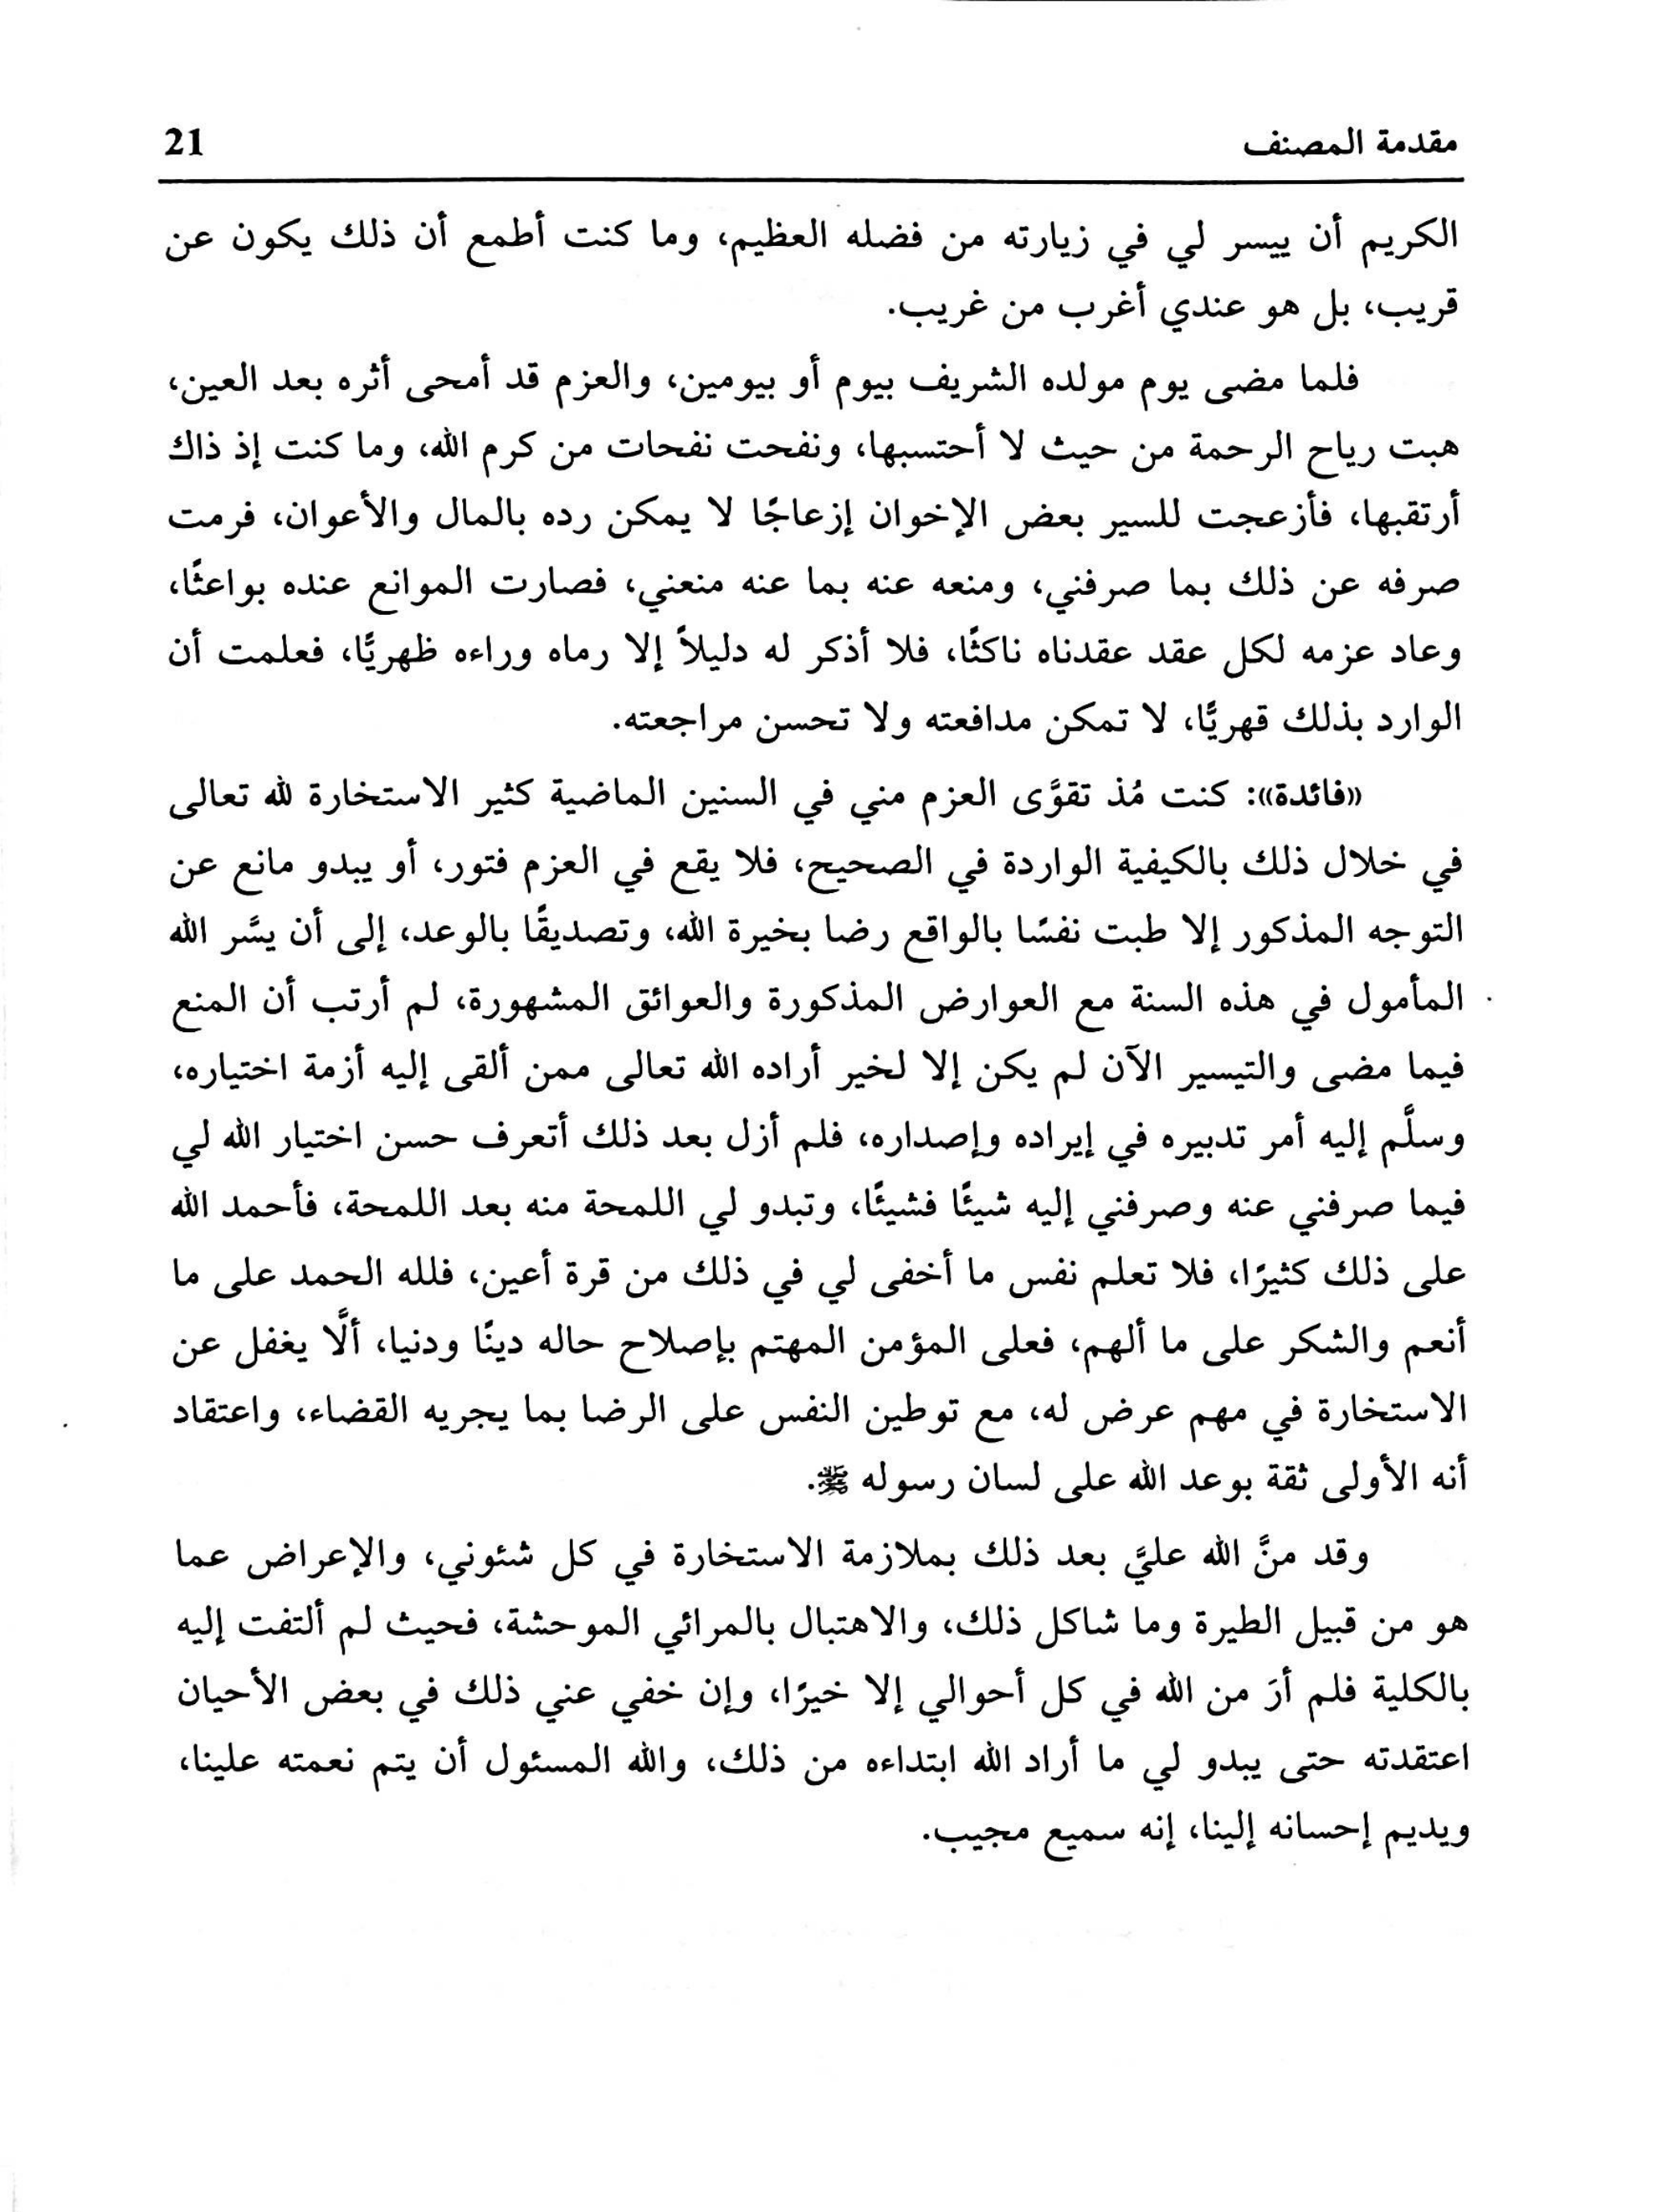 مقدمة المصنف 21
الكريم أن ييسر لي في زيارته من فضله العظيم، وما كنت أطمع أن ذلك يكون عن
قريب، بل هو عندي أغرب من غريب.
فلما مضى يوم مولده الشريف بيوم أو بيومين، والعزم قد أمحى أثره بعد العين،
هبت رياح الرحمة من حيث لا أحتسبها، ونفحت نفحات من كرم الله، وما كنت إذ ذاك
أرتقبها، فأزعجت للسير بعض الإخوان إزعاجًا لا يمكن رده بالمال والأعوان، فرمت
صرفه عن ذلك بما صرفني، ومنعه عنه بما عنه منعني، فصارت الموانع عنده بواعثًا،
وعاد عزمه لكل عقد عقدناه ناكثًا، فلا أذكر له دليلاً إلا رماه وراءه ظهريًّا، فعلمت أن
الوارد بذلك قهريًّا، لا تمكن مدافعته ولا تحسن مراجعته.
«فائدة»: كنت مُذ تقوَّى العزم مني في السنين الماضية كثير الاستخارة لله تعالى
في خلال ذلك بالكيفية الواردة في الصحيح، فلا يقع في العزم فتور، أو يبدو مانع عن
التوجه المذكور إلا طبت نفسًا بالواقع رضا بخيرة الله، وتصديقًا بالوعد، إلى أن يسَّر الله
المأمول في هذه السنة مع العوارض المذكورة والعوائق المشهورة، لم أرتب أن المنع
فيما مضى والتيسير الآن لم يكن إلا لخير أراده الله تعالى ممن ألقى إليه أزمة اختياره،
وسلَّم إليه أمر تدبيره في إيراده وإصداره، فلم أزل بعد ذلك أتعرف حسن اختيار الله لي
فيما صرفني عنه وصرفني إليه شيئًا فشيئًا، وتبدو لي اللمحة منه بعد اللمحة، فأحمد الله
على ذلك كثيرًا، فلا تعلم نفس ما أخفى لي في ذلك من قرة أعين، فلله الحمد على ما
أنعم والشكر على ما ألهم، فعلى المؤمن المهتم بإصلاح حاله دينًا ودنيا، ألَّا يغفل عن
الاستخارة في مهم عرض له، مع توطين النفس على الرضا بما يجريه القضاء، واعتقاد
أنه الأولى ثقة بوعد الله على لسان رسوله ﷺ.
وقد منَّ الله عليَّ بعد ذلك بملازمة الاستخارة في كل شئوني، والإعراض عما
هو من قبيل الطيرة وما شاكل ذلك، والاهتبال بالمرائي الموحشة، فحيث لم ألتفت إليه
بالكلية فلم أرَ من الله في كل أحوالي إلا خيرًا، وإن خفي عني ذلك في بعض الأحيان
اعتقدته حتى يبدو لي ما أراد الله ابتداءه من ذلك، والله المسئول أن يتم نعمته علينا،
ويديم إحسانه إلينا، إنه سميع مجيب.